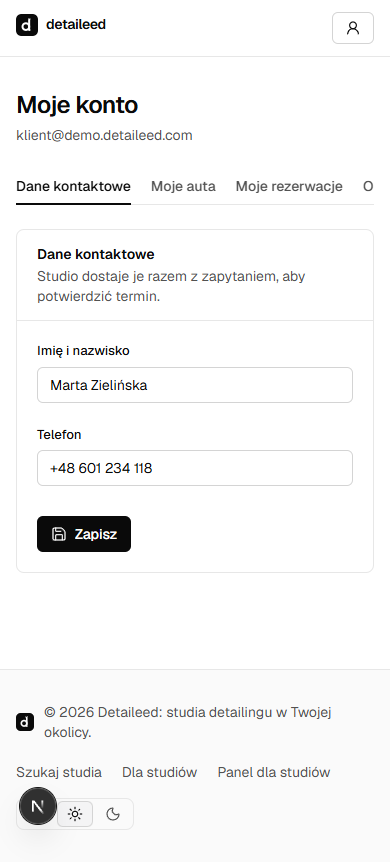 d detaileed
Moje konto
klient@demo.detaileed.com
Dane kontaktowe Moje auta Moje rezerwacje O
Dane kontaktowe
Studio dostaje je razem z zapytaniem, aby
potwierdzić termin.
Imię i nazwisko
Marta Zielińska
Telefon
+48 601 234 118
Zapisz
d © 2026 Detaileed: studia detailingu w Twojej
okolicy.
Szukaj studia Dla studiów Panel dla studiów
N